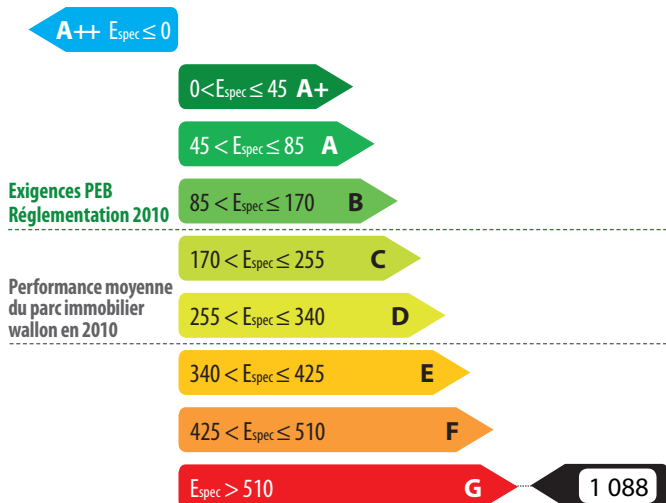 A++ Espec ≤ 0
0 < Espec ≤ 45 A+
45 < Espec ≤ 85 A
Exigences PEB
Réglementation 2010
85 < Espec ≤ 170 B
170 < Espec ≤ 255 C
Performance moyenne
du parc immobilier
wallon en 2010
255 < Espec ≤ 340 D
340 < Espec ≤ 425 E
425 < Espec ≤ 510 F
Espec > 510 G 1 088